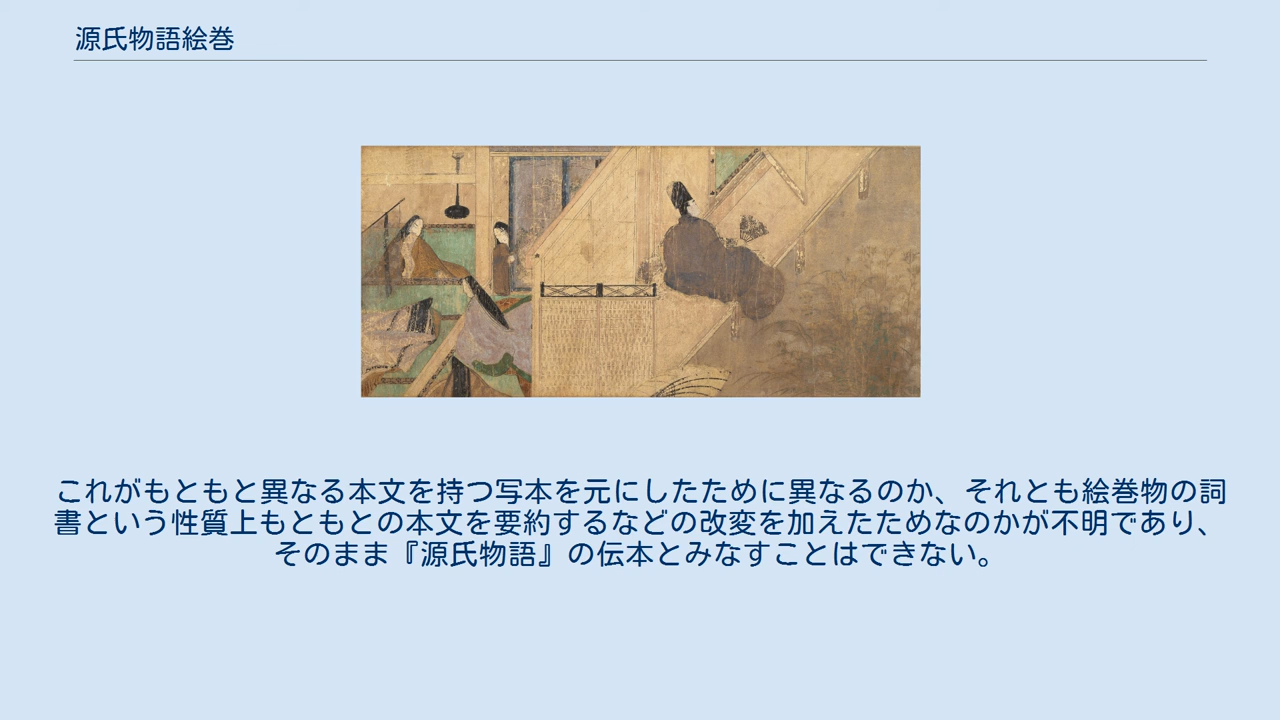 源氏物語絵巻
これがもともと異なる本文を持つ写本を元にしたために異なるのか、それとも絵巻物の詞
書という性質上もともとの本文を要約するなどの改変を加えたためなのかが不明であり、
そのまま『源氏物語』の伝本とみなすことはできない。